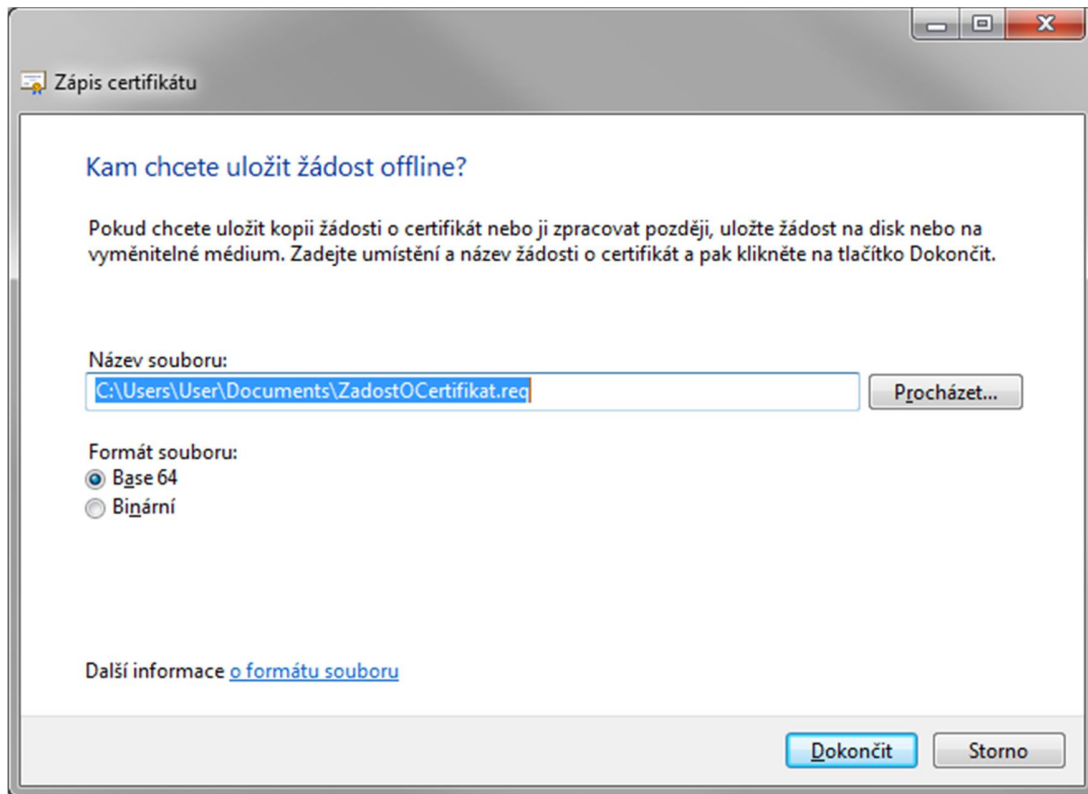 Zápis certifikátu
Kam chcete uložit žádost offline?
Pokud chcete uložit kopii žádosti o certifikát nebo ji zpracovat později, uložte žádost na disk nebo na
vyměnitelné médium. Zadejte umístění a název žádosti o certifikát a pak klikněte na tlačítko Dokončit.
Název souboru:
C:\Users\User\Documents\ZadostOCertifikat.req
Procházet...
Formát souboru:
Base 64
Binární
Další informace o formátu souboru
Dokončit
Storno